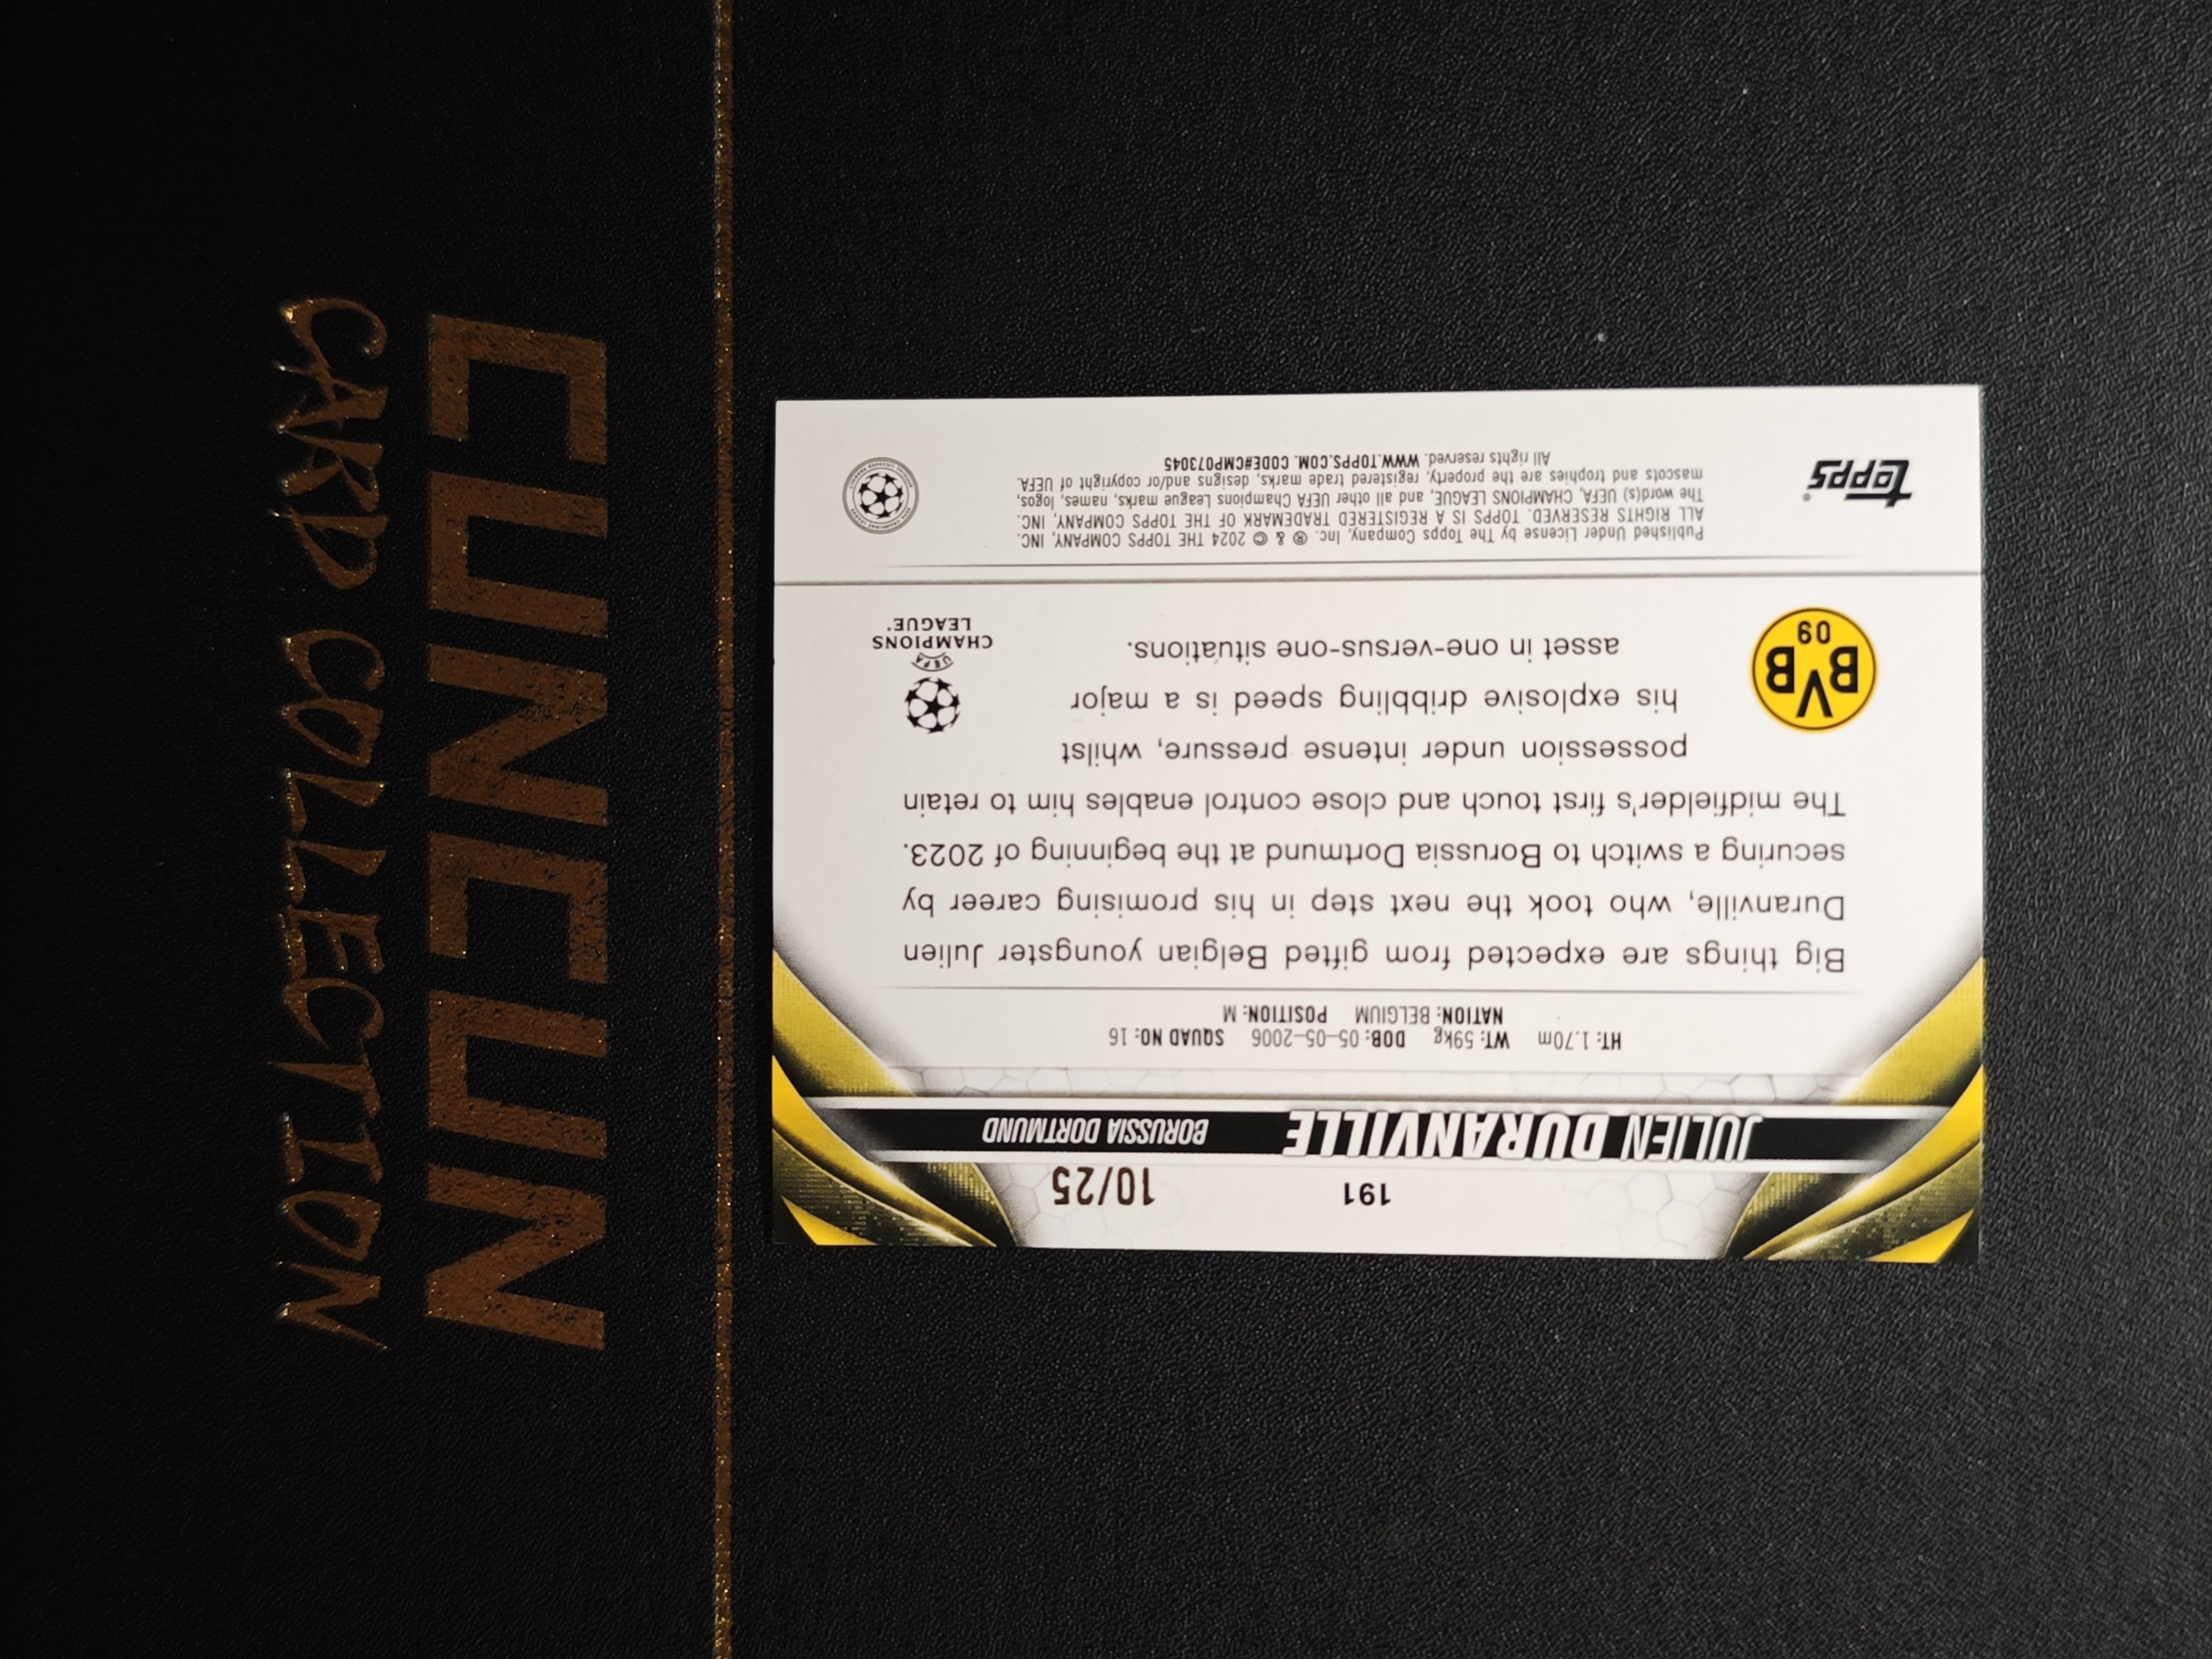 CUNCUN
CARD COLLECTION
191
10/25
JULIEN DURANVILLE BORUSSIA DORTMUND
HT: 1.70m WT: 59kg DOB: 05-05-2006 SQUAD NO: 16
NATION: BELGIUM POSITION: M
Big things are expected from gifted Belgian youngster Julien
Duranville, who took the next step in his promising career by
securing a switch to Borussia Dortmund at the beginning of 2023.
The midfielder's first touch and close control enables him to retain
possession under intense pressure, whilst
his explosive dribbling speed is a major
asset in one-versus-one situations.
BVB
09
UEFA
CHAMPIONS
LEAGUE
Published Under License by The Topps Company, Inc. ® & © 2024 THE TOPPS COMPANY, INC.
ALL RIGHTS RESERVED. TOPPS IS A REGISTERED TRADEMARK OF THE TOPPS COMPANY, INC.
The word(s) UEFA, CHAMPIONS LEAGUE, and all other UEFA Champions League marks, names, logos,
mascots and trophies are the property, registered trade marks, designs and/or copyright of UEFA.
All rights reserved. WWW.TOPPS.COM. CODE#CMP073045
topps®